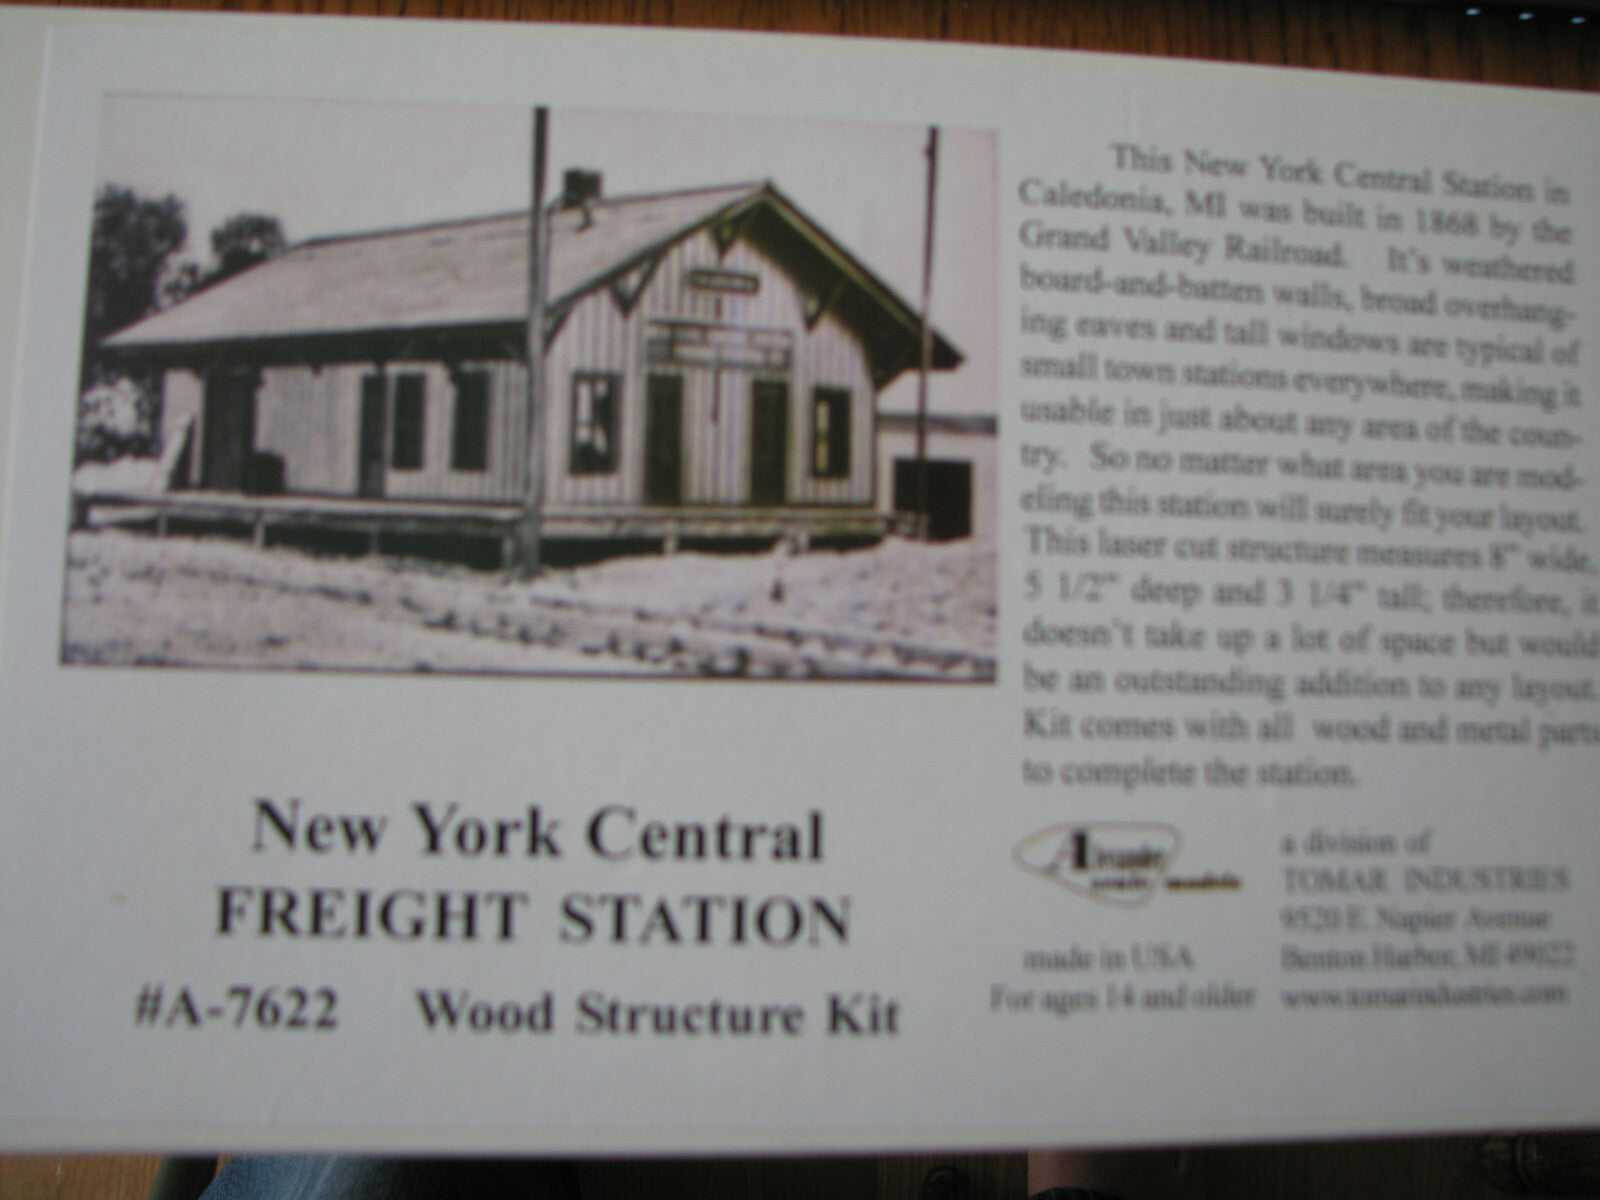 This New York Central Station in
Caledonia, MI was built in 1868 by the
Grand Valley Railroad. It's weathered
board-and-batten walls, broad overhang-
ing eaves and tall windows are typical of
small town stations everywhere, making it
usable in just about any area of the coun-
try. So no matter what area you are mod-
eling this station will surely fit your layout.
This laser cut structure measures 8" wide,
5 1/2" deep and 3 1/4" tall; therefore, it
doesn't take up a lot of space but would
be an outstanding addition to any layout.
Kit comes with all wood and metal parts
to complete the station.
New York Central
FREIGHT STATION
#A-7622 Wood Structure Kit
made in USA
For ages 14 and older
a division of
TOMAR INDUSTRIES
9520 E. Napier Avenue
Benton Harbor, MI 49022
www.tomarindustries.com